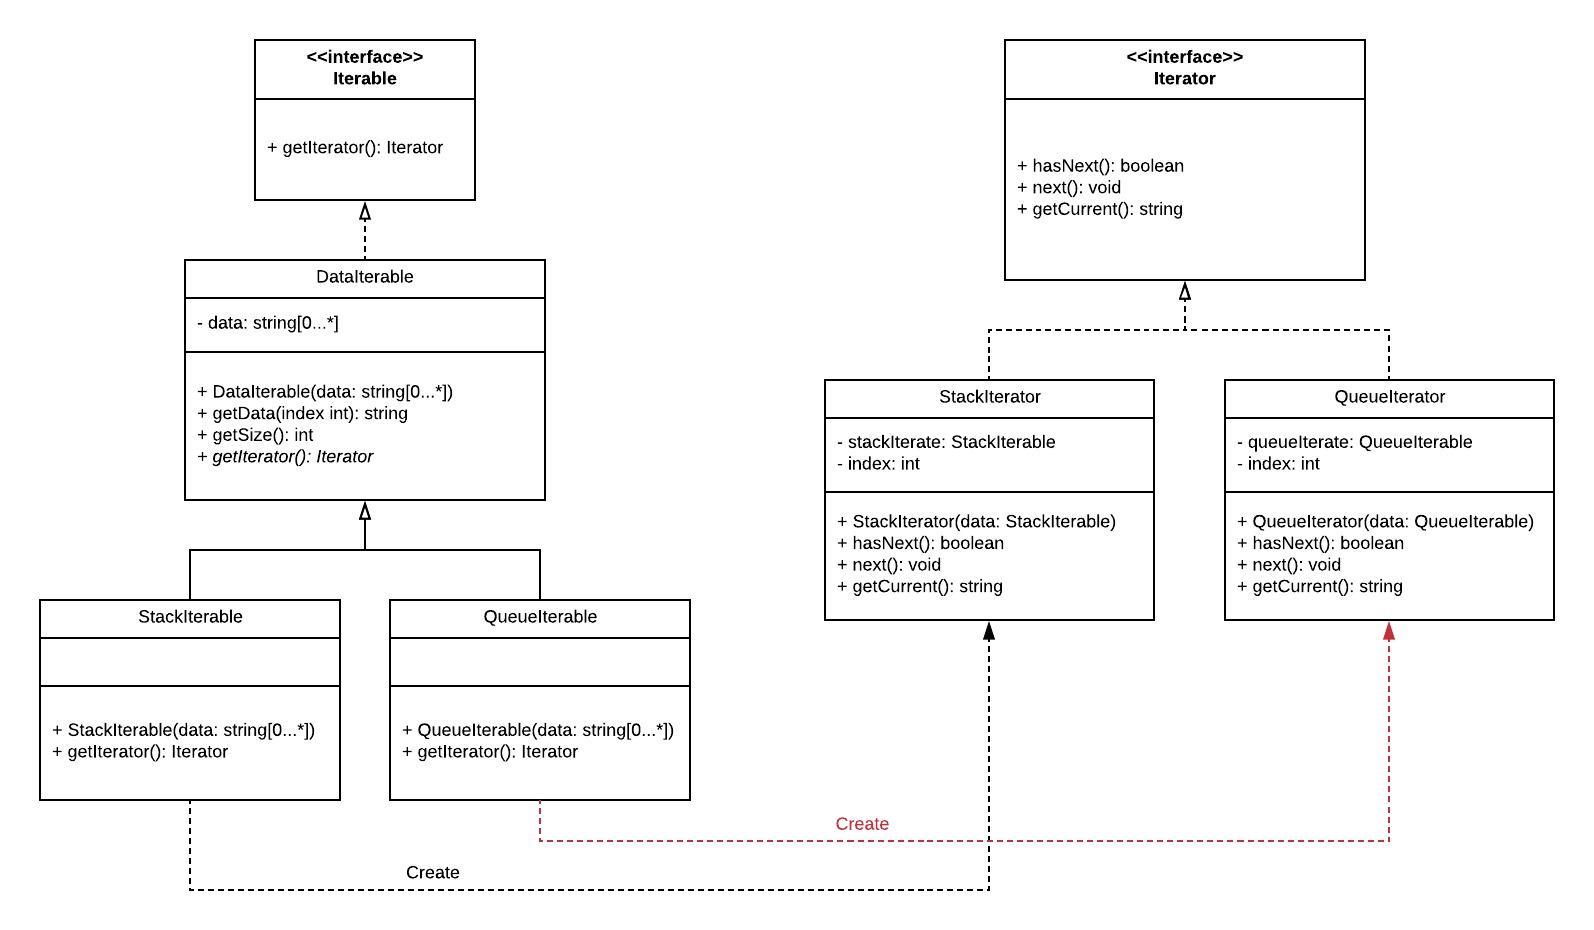 <<interface>>
Iterable
+ getIterator(): Iterator
<<interface>>
Iterator
+ hasNext(): boolean
+ next(): void
+ getCurrent(): string
DataIterable
- data: string[0...*]
+ DataIterable(data: string[0...*])
+ getData(index int): string
+ getSize(): int
+ getIterator(): Iterator
StackIterator
- stackIterate: StackIterable
- index: int
+ StackIterator(data: StackIterable)
+ hasNext(): boolean
+ next(): void
+ getCurrent(): string
QueueIterator
- queueIterate: QueueIterable
- index: int
+ QueueIterator(data: QueueIterable)
+ hasNext(): boolean
+ next(): void
+ getCurrent(): string
StackIterable
+ StackIterable(data: string[0...*])
+ getIterator(): Iterator
QueueIterable
+ QueueIterable(data: string[0...*])
+ getIterator(): Iterator
Create
Create